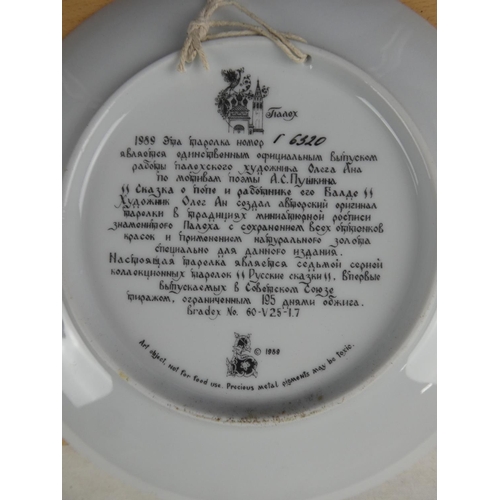 Палех
1989 Эта тарелка номер Г 6320
является единственным официальным выпуском
работы палехского художника Олега Ана
по мотивам поэмы А.С.Пушкина
"Сказка о попе и работнике его Балде"
Художник Олег Ан создал авторский оригинал
тарелки в традициях миниатюрной росписи
знаменитого Палеха с сохранением всех оттенков
красок и применением натурального золота
специально для данного издания.
Настоящая тарелка является седьмой серией
коллекционных тарелок "Русские сказки". Впервые
выпускаемых в Советском Союзе
тиражом, ограниченным 195 днями обжига.
Bradex No. 60-V25-1.7
© 1989
Art object, not for food use. Precious metal pigments may be toxic.